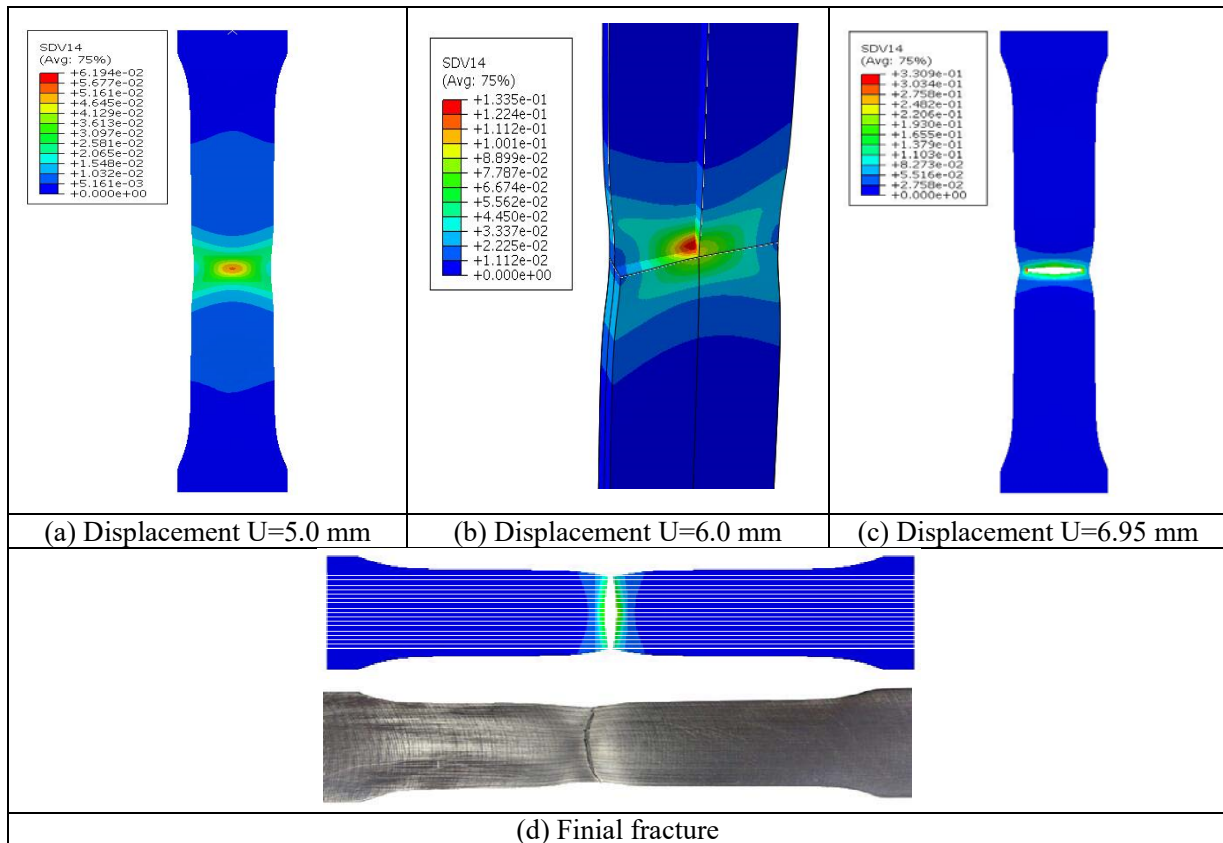 SDV14
(Avg: 75%)
+6.194e-02
+5.677e-02
+5.161e-02
+4.645e-02
+4.129e-02
+3.613e-02
+3.097e-02
+2.581e-02
+2.065e-02
+1.548e-02
+1.032e-02
+5.161e-03
+0.000e+00
SDV14
(Avg: 75%)
+1.335e-01
+1.224e-01
+1.112e-01
+1.001e-01
+8.899e-02
+7.787e-02
+6.674e-02
+5.562e-02
+4.450e-02
+3.337e-02
+2.225e-02
+1.112e-02
+0.000e+00
SDV14
(Avg: 75%)
+3.309e-01
+3.034e-01
+2.758e-01
+2.482e-01
+2.206e-01
+1.930e-01
+1.655e-01
+1.379e-01
+1.103e-01
+8.273e-02
+5.516e-02
+2.758e-02
+0.000e+00
(a) Displacement U=5.0 mm
(b) Displacement U=6.0 mm
(c) Displacement U=6.95 mm
(d) Finial fracture